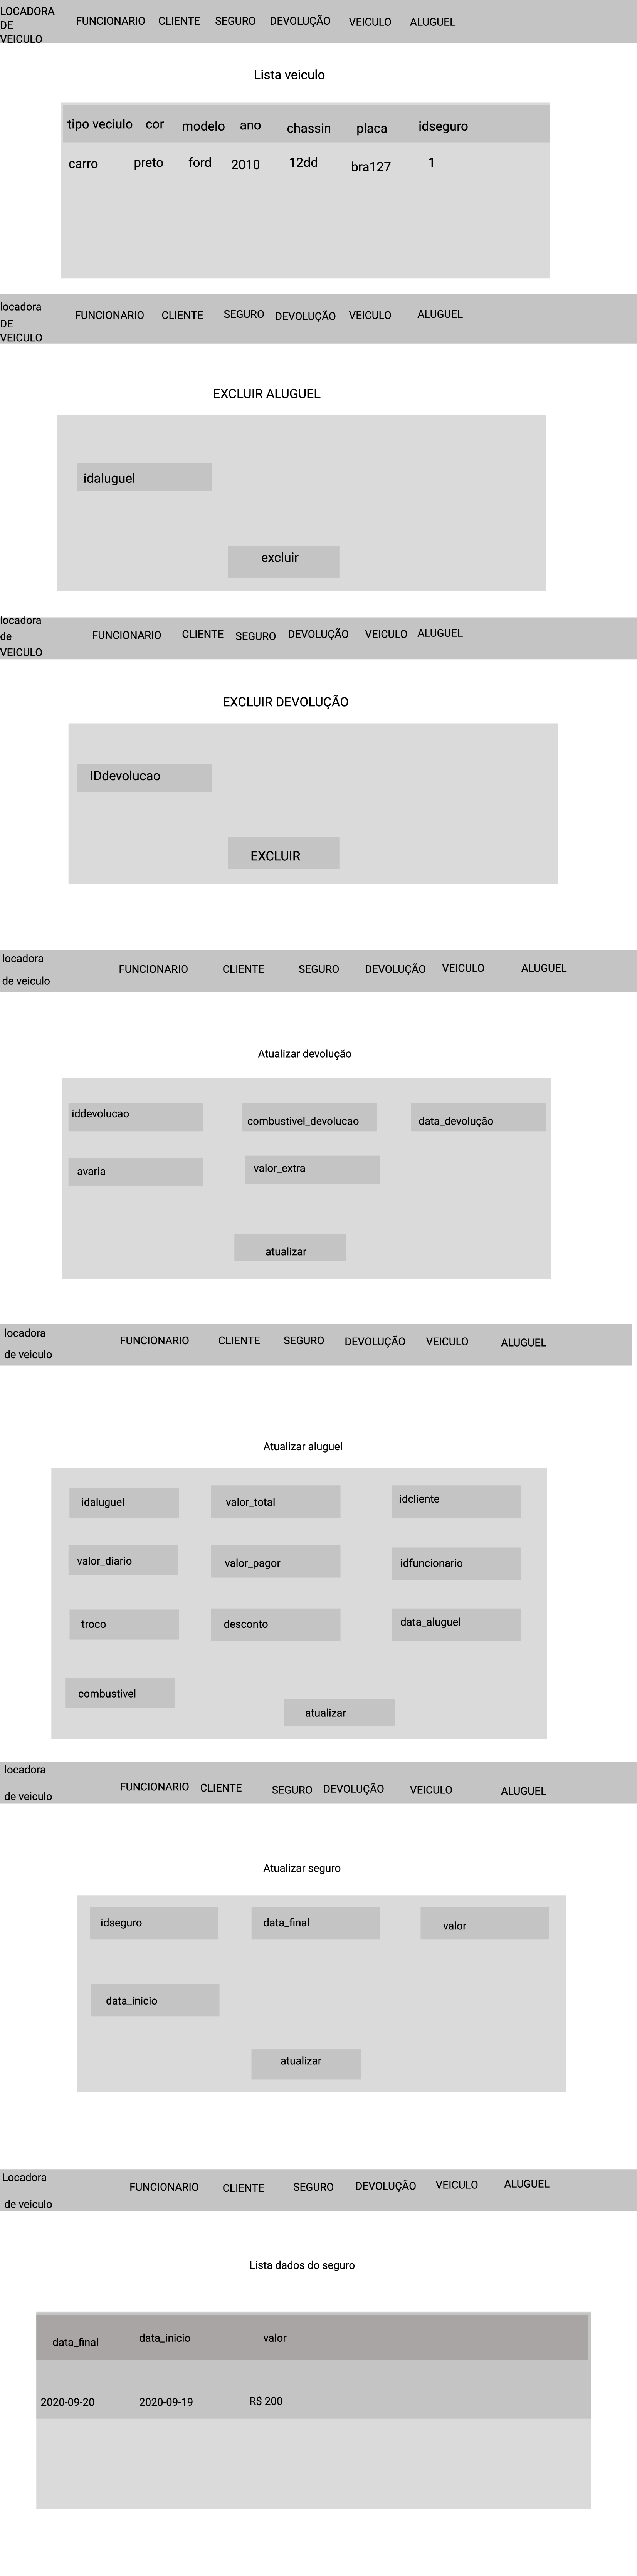 LOCADORA
DE
VEICULO
FUNCIONARIO CLIENTE SEGURO DEVOLUÇÃO VEICULO ALUGUEL
Lista veiculo
tipo veciulo cor modelo ano chassin placa idseguro
carro preto ford 2010 12dd bra127 1
locadora
DE
VEICULO
FUNCIONARIO CLIENTE SEGURO DEVOLUÇÃO VEICULO ALUGUEL
EXCLUIR ALUGUEL
idaluguel
excluir
locadora
de
VEICULO
FUNCIONARIO CLIENTE SEGURO DEVOLUÇÃO VEICULO ALUGUEL
EXCLUIR DEVOLUÇÃO
IDdevolucao
EXCLUIR
locadora
de veiculo
FUNCIONARIO CLIENTE SEGURO DEVOLUÇÃO VEICULO ALUGUEL
Atualizar devolução
iddevolucao combustivel_devolucao data_devolução
avaria valor_extra
atualizar
locadora
de veiculo
FUNCIONARIO CLIENTE SEGURO DEVOLUÇÃO VEICULO ALUGUEL
Atualizar aluguel
idaluguel valor_total idcliente
valor_diario valor_pagor idfuncionario
troco desconto data_aluguel
combustivel
atualizar
locadora
de veiculo
FUNCIONARIO CLIENTE SEGURO DEVOLUÇÃO VEICULO ALUGUEL
Atualizar seguro
idseguro data_final valor
data_inicio
atualizar
Locadora
de veiculo
FUNCIONARIO CLIENTE SEGURO DEVOLUÇÃO VEICULO ALUGUEL
Lista dados do seguro
data_final data_inicio valor
2020-09-20 2020-09-19 R$ 200